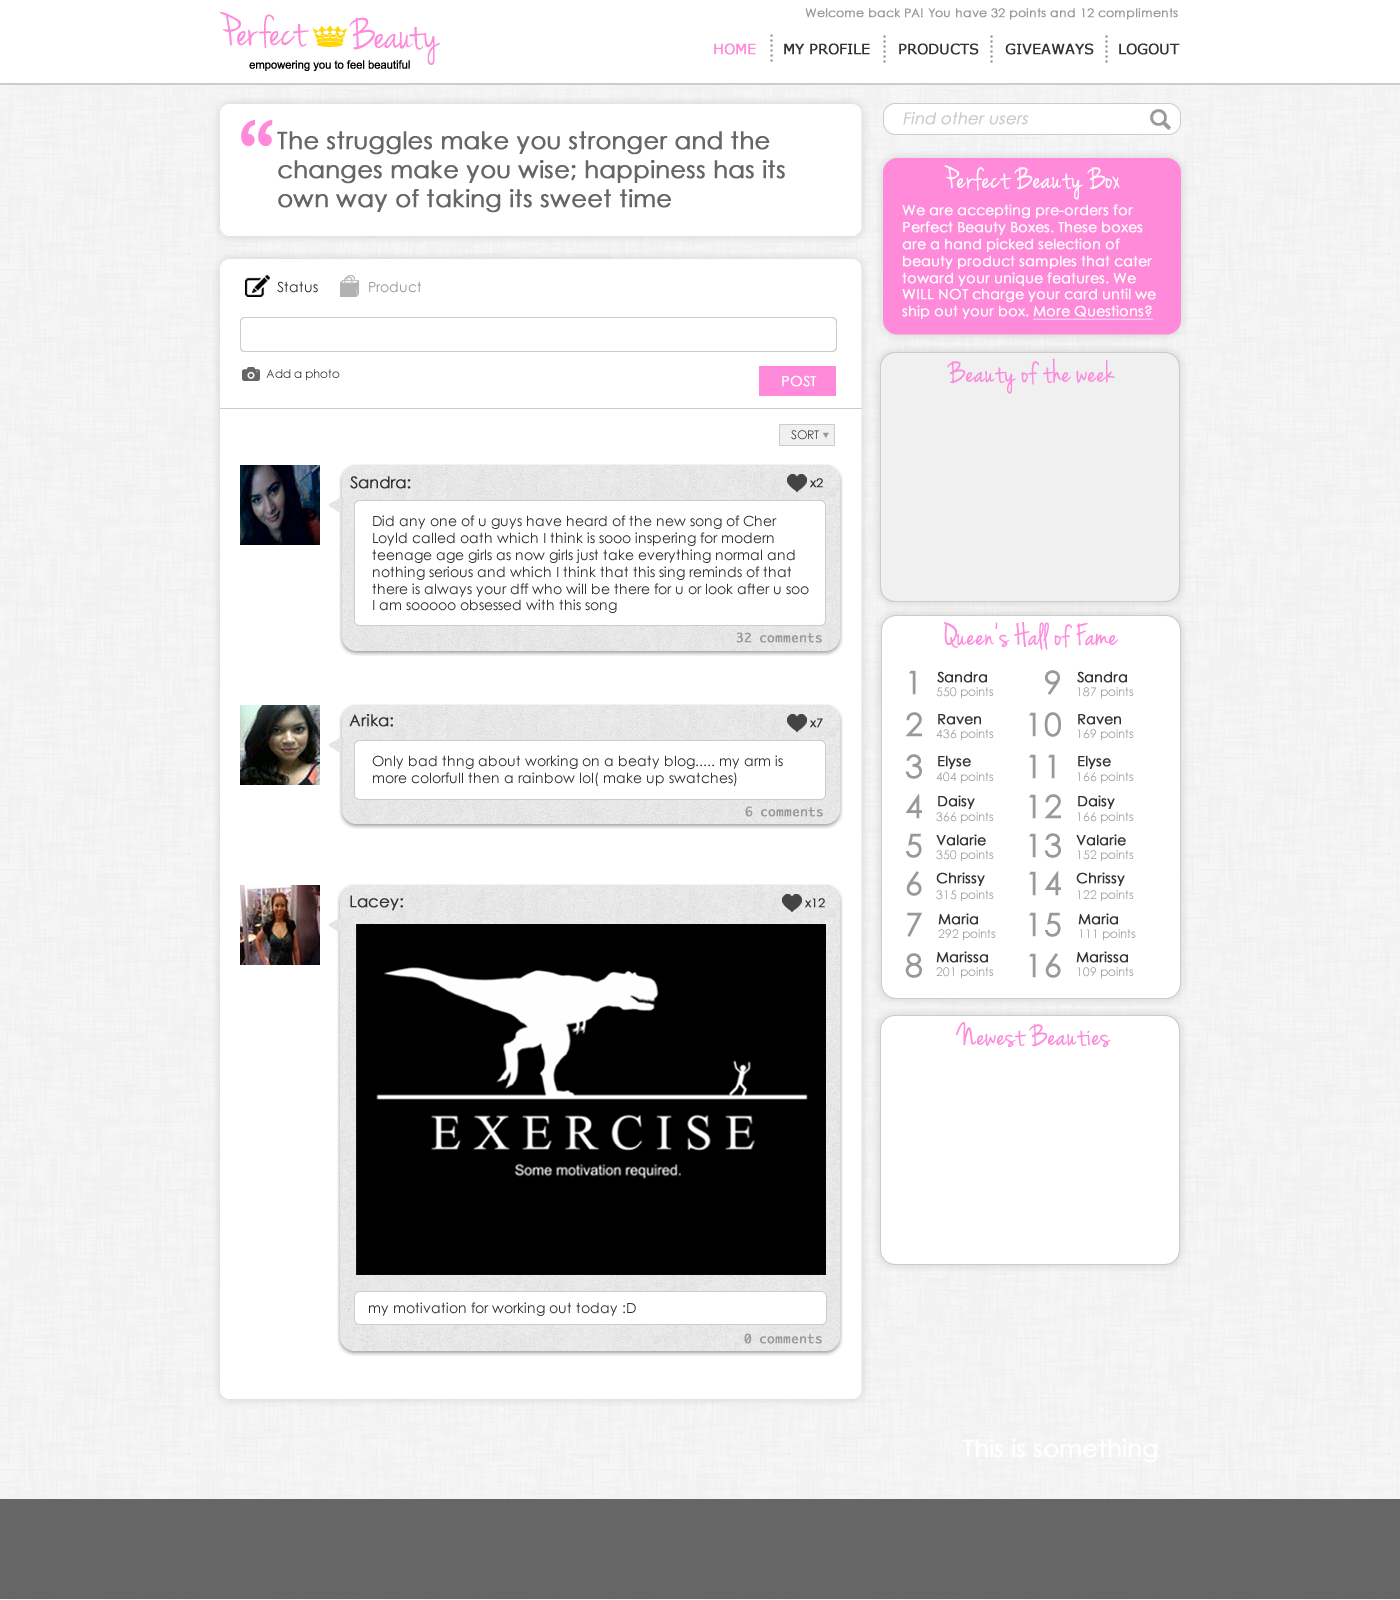 Perfect Beauty
empowering you to feel beautiful
Welcome back PA! You have 32 points and 12 compliments
HOME
MY PROFILE
PRODUCTS
GIVEAWAYS
LOGOUT
“ The struggles make you stronger and the
changes make you wise; happiness has its
own way of taking its sweet time
Status
Product
Add a photo
POST
SORT
Sandra:
x2
Did any one of u guys have heard of the new song of Cher
Loyld called oath which I think is sooo inspering for modern
teenage age girls as now girls just take everything normal and
nothing serious and which I think that this sing reminds of that
there is always your dff who will be there for u or look after u soo
I am sooooo obsessed with this song
32 comments
Arika:
x7
Only bad thng about working on a beaty blog..... my arm is
more colorfull then a rainbow lol( make up swatches)
6 comments
Lacey:
x12
EXERCISE
Some motivation required.
my motivation for working out today :D
0 comments
Find other users
Perfect Beauty Box
We are accepting pre-orders for
Perfect Beauty Boxes. These boxes
are a hand picked selection of
beauty product samples that cater
toward your unique features. We
WILL NOT charge your card until we
ship out your box. More Questions?
Beauty of the week
Queen's Hall of Fame
1 Sandra
550 points
2 Raven
436 points
3 Elyse
404 points
4 Daisy
366 points
5 Valarie
350 points
6 Chrissy
315 points
7 Maria
292 points
8 Marissa
201 points
9 Sandra
187 points
10 Raven
169 points
11 Elyse
166 points
12 Daisy
166 points
13 Valarie
152 points
14 Chrissy
122 points
15 Maria
111 points
16 Marissa
109 points
Newest Beauties
This is something